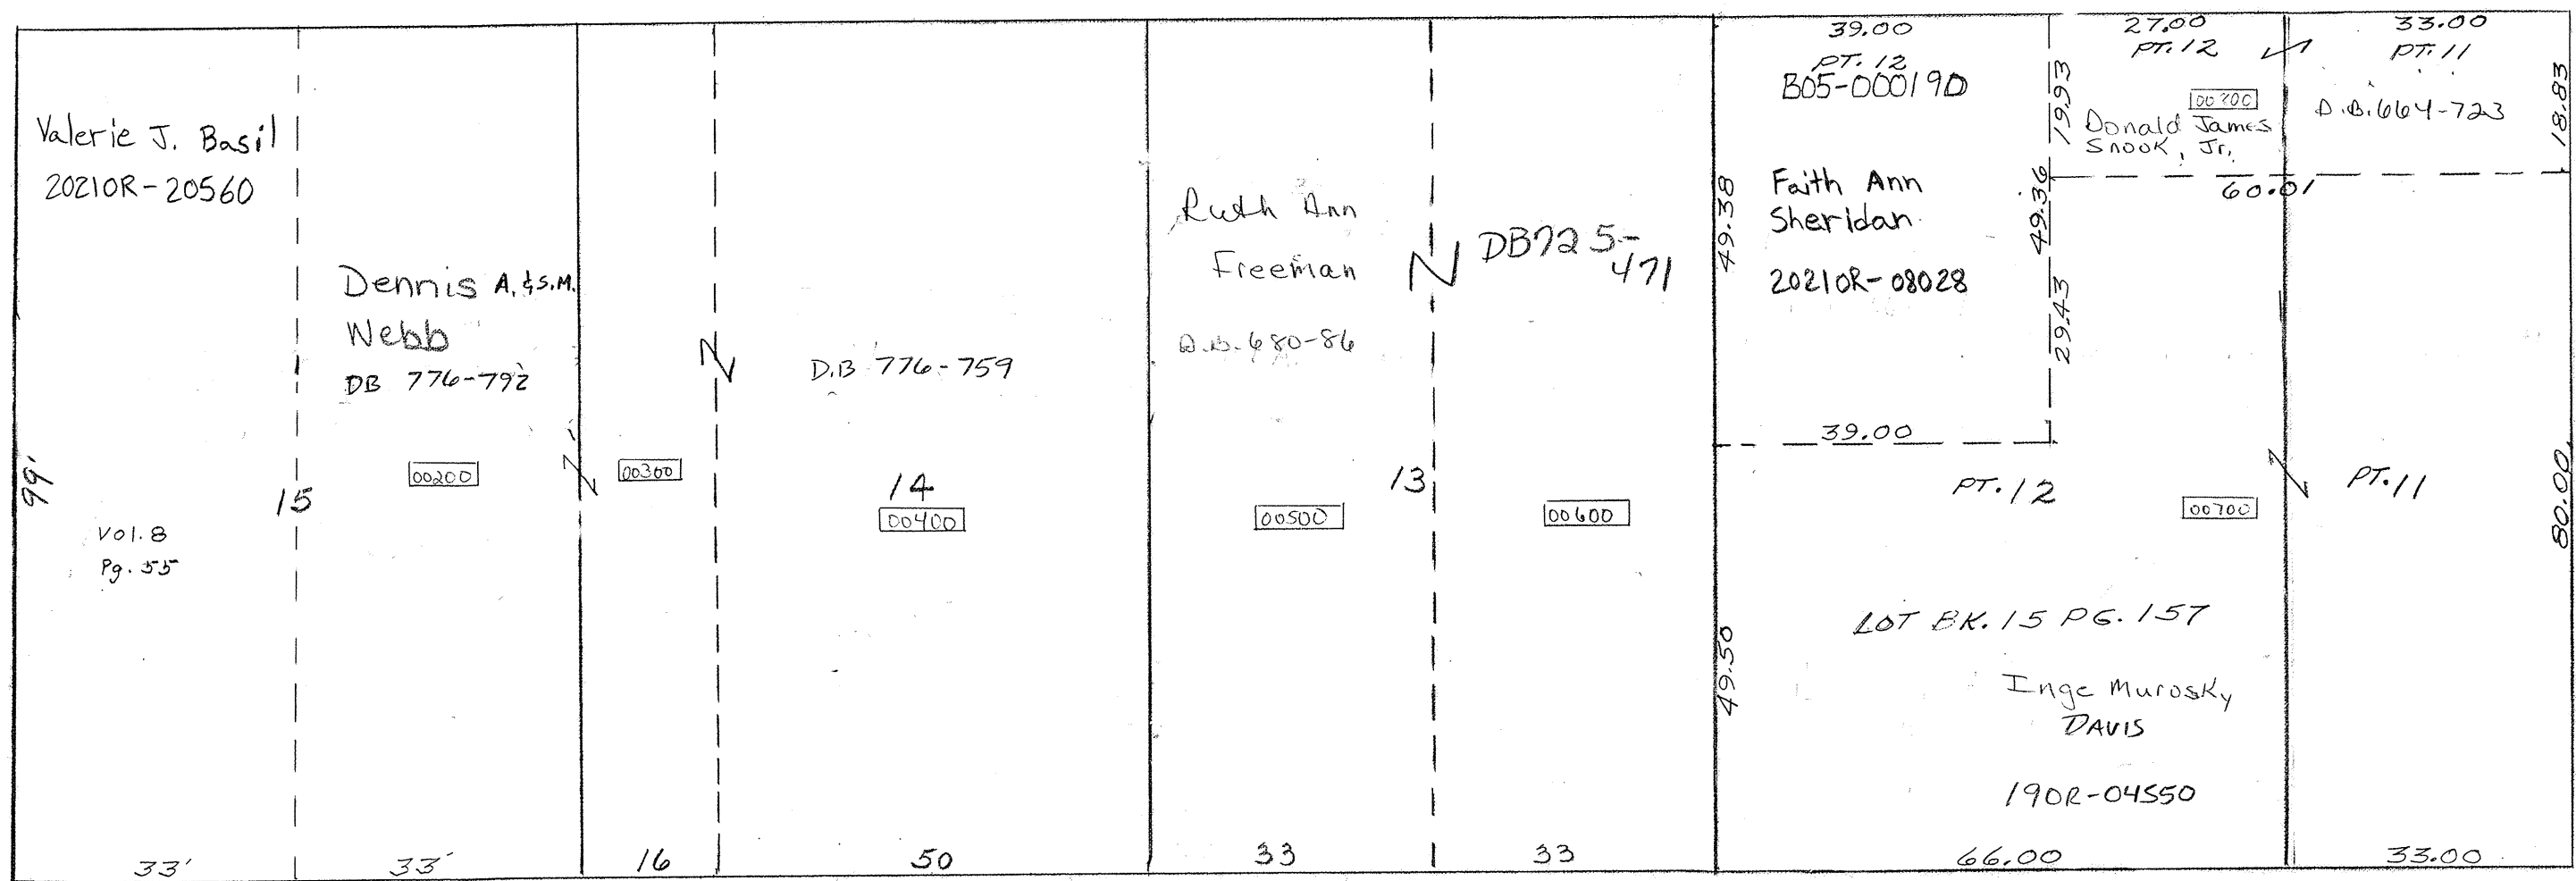 Valerie J. Basil
2021OR-20560
99'
Vol. 8
Pg. 55
33'
15
Dennis A. & S.M.
Webb
DB 776-792
00200
33'
00300
16
D.B 776-759
14
00400
50
Ruth Ann
Freeman
D.B. 680-86
00500
33
13
DB725-
471
00600
33
39.00
PT. 12
B05-000190
Faith Ann
Sheridan
2021OR-08028
49.38
49.36
19.93
29.43
39.00
27.00
PT. 12
Donald James
Snook, Jr.
33.00
PT. 11
D.B. 664-723
18.83
60.01
PT. 12
00700
PT. 11
80.00
49.50
LOT BK. 15 PG. 157
Inge Murosky
DAVIS
190R-04550
66.00
33.00